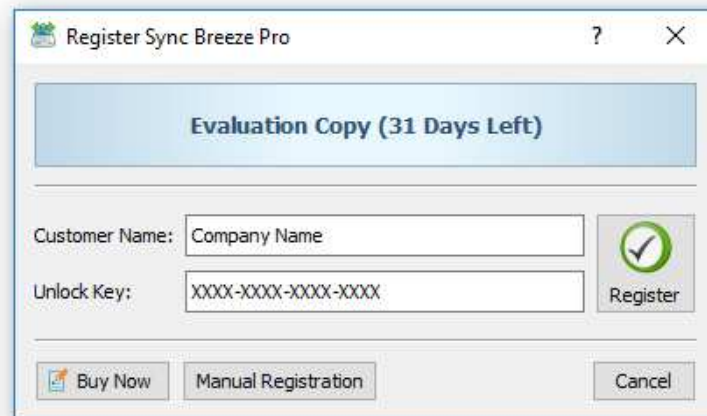 Register Sync Breeze Pro ?
Evaluation Copy (31 Days Left)
Customer Name: Company Name
Unlock Key: XXXX-XXXX-XXXX-XXXX
Register
Buy Now Manual Registration Cancel